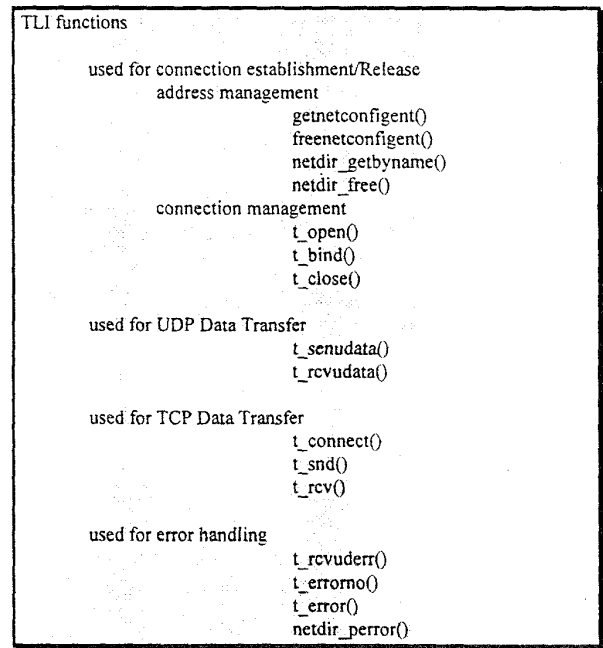 TLI functions
used for connection establishment/Release
address management
getnetconfigent()
freenetconfigent()
netdir_getbyname()
netdir_free()
connection management
t_open()
t_bind()
t_close()
used for UDP Data Transfer
t_senudata()
t_rcvudata()
used for TCP Data Transfer
t_connect()
t_snd()
t_rcv()
used for error handling
t_rcvuderr()
t_errorno()
t_error()
netdir_perror()